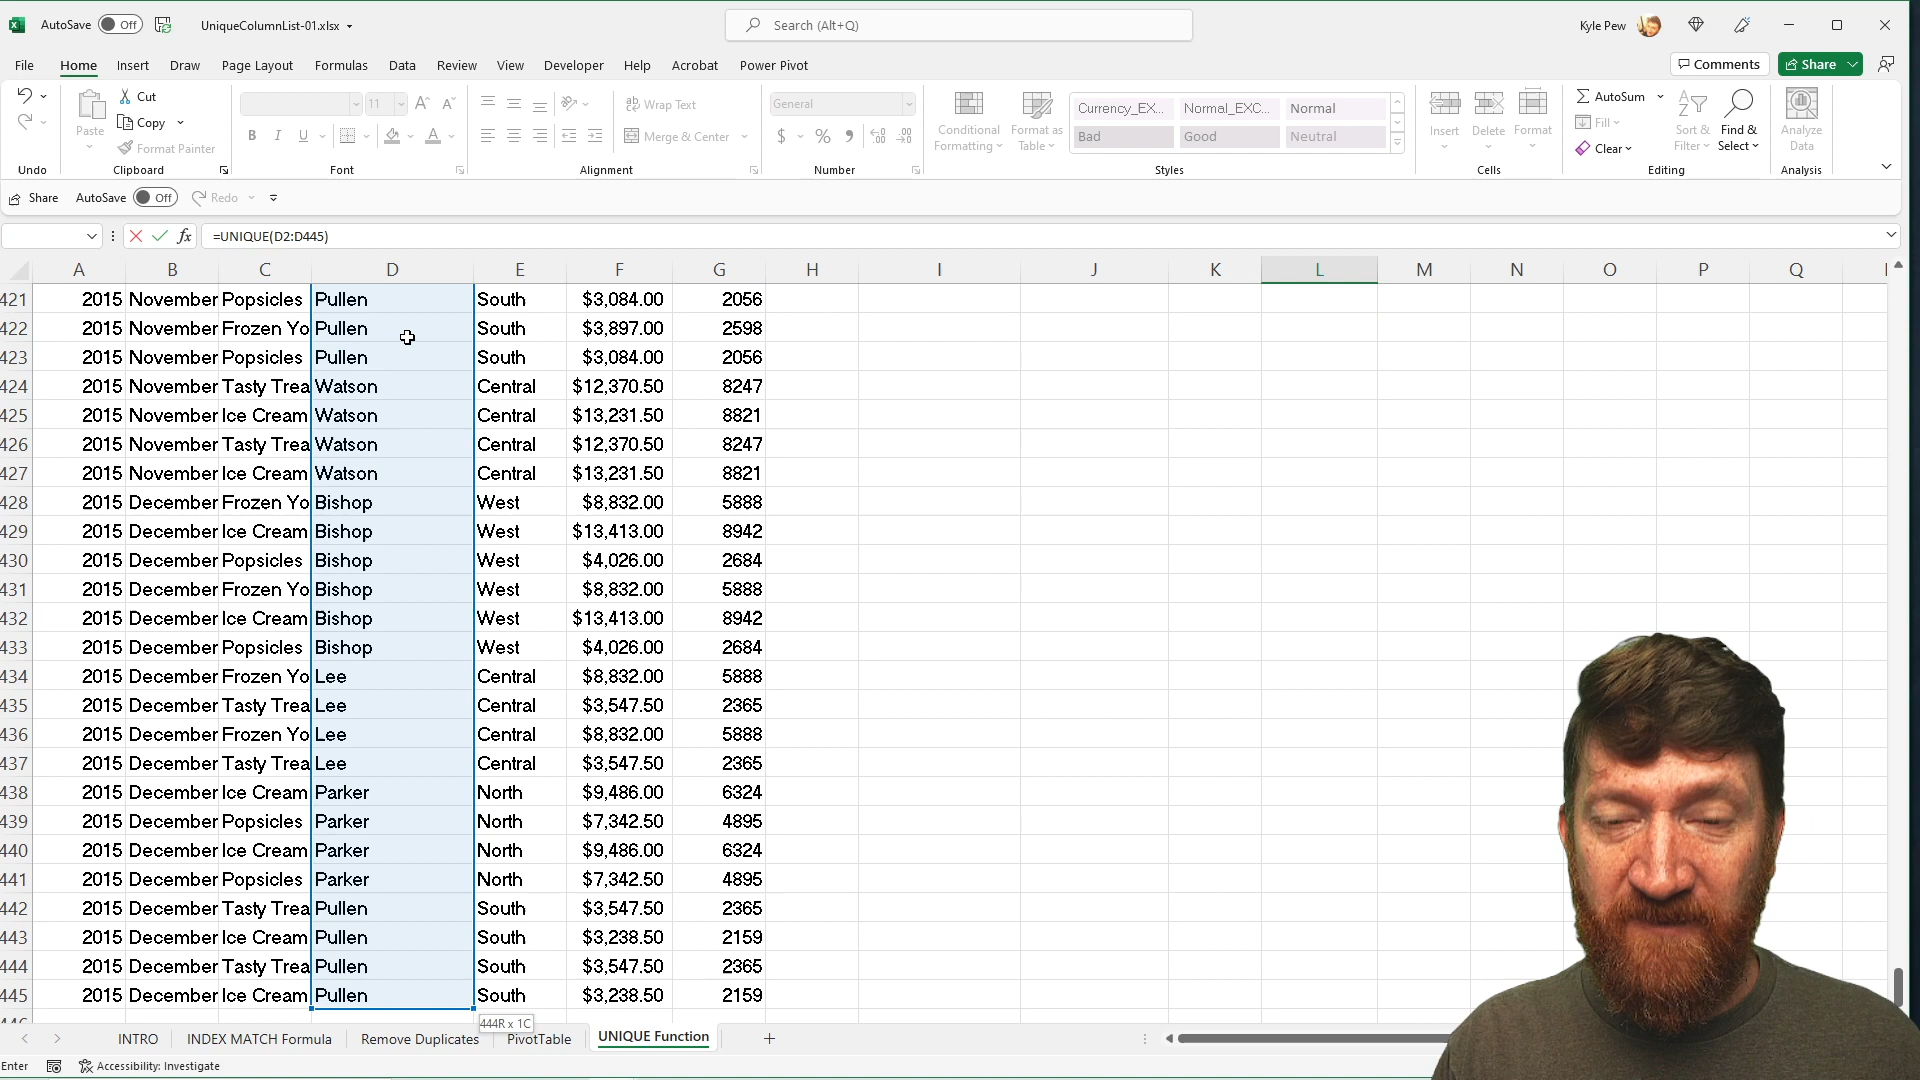 AutoSave Off UniqueColumnList-01.xlsx Search (Alt+Q) Kyle Pew
File Home Insert Draw Page Layout Formulas Data Review View Developer Help Acrobat Power Pivot Comments Share
Cut
Copy
Format Painter
Paste
11
Wrap Text
Merge & Center
General
Conditional Formatting
Format as Table
Currency_EX... Normal_EXC... Normal
Bad Good Neutral
Insert Delete Format
AutoSum
Fill
Clear
Sort & Filter
Find & Select
Analyze Data
Undo Clipboard Font Alignment Number Styles Cells Editing Analysis
Share AutoSave Off Redo
fx =UNIQUE(D2:D445)
A B C D E F G H I J K L M N O P Q
421 2015 November Popsicles Pullen South $3,084.00 2056
422 2015 November Frozen Yo Pullen South $3,897.00 2598
423 2015 November Popsicles Pullen South $3,084.00 2056
424 2015 November Tasty Trea Watson Central $12,370.50 8247
425 2015 November Ice Cream Watson Central $13,231.50 8821
426 2015 November Tasty Trea Watson Central $12,370.50 8247
427 2015 November Ice Cream Watson Central $13,231.50 8821
428 2015 December Frozen Yo Bishop West $8,832.00 5888
429 2015 December Ice Cream Bishop West $13,413.00 8942
430 2015 December Popsicles Bishop West $4,026.00 2684
431 2015 December Frozen Yo Bishop West $8,832.00 5888
432 2015 December Ice Cream Bishop West $13,413.00 8942
433 2015 December Popsicles Bishop West $4,026.00 2684
434 2015 December Frozen Yo Lee Central $8,832.00 5888
435 2015 December Tasty Trea Lee Central $3,547.50 2365
436 2015 December Frozen Yo Lee Central $8,832.00 5888
437 2015 December Tasty Trea Lee Central $3,547.50 2365
438 2015 December Ice Cream Parker North $9,486.00 6324
439 2015 December Popsicles Parker North $7,342.50 4895
440 2015 December Ice Cream Parker North $9,486.00 6324
441 2015 December Popsicles Parker North $7,342.50 4895
442 2015 December Tasty Trea Pullen South $3,547.50 2365
443 2015 December Ice Cream Pullen South $3,238.50 2159
444 2015 December Tasty Trea Pullen South $3,547.50 2365
445 2015 December Ice Cream Pullen South $3,238.50 2159
444R x 1C
INTRO INDEX MATCH Formula Remove Duplicates PivotTable UNIQUE Function
Enter Accessibility: Investigate